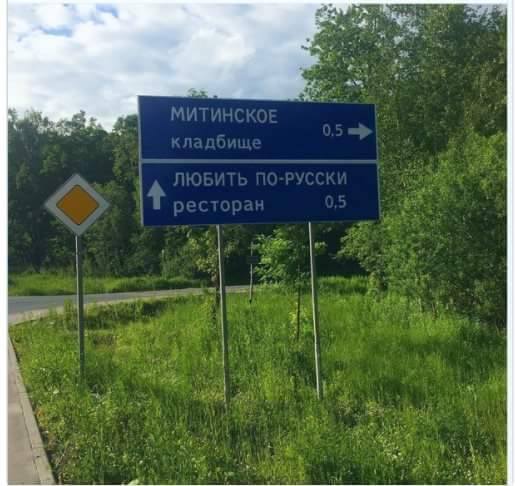 МИТИНСКОЕ
кладбище 0,5
ЛЮБИТЬ ПО-РУССКИ
ресторан 0,5